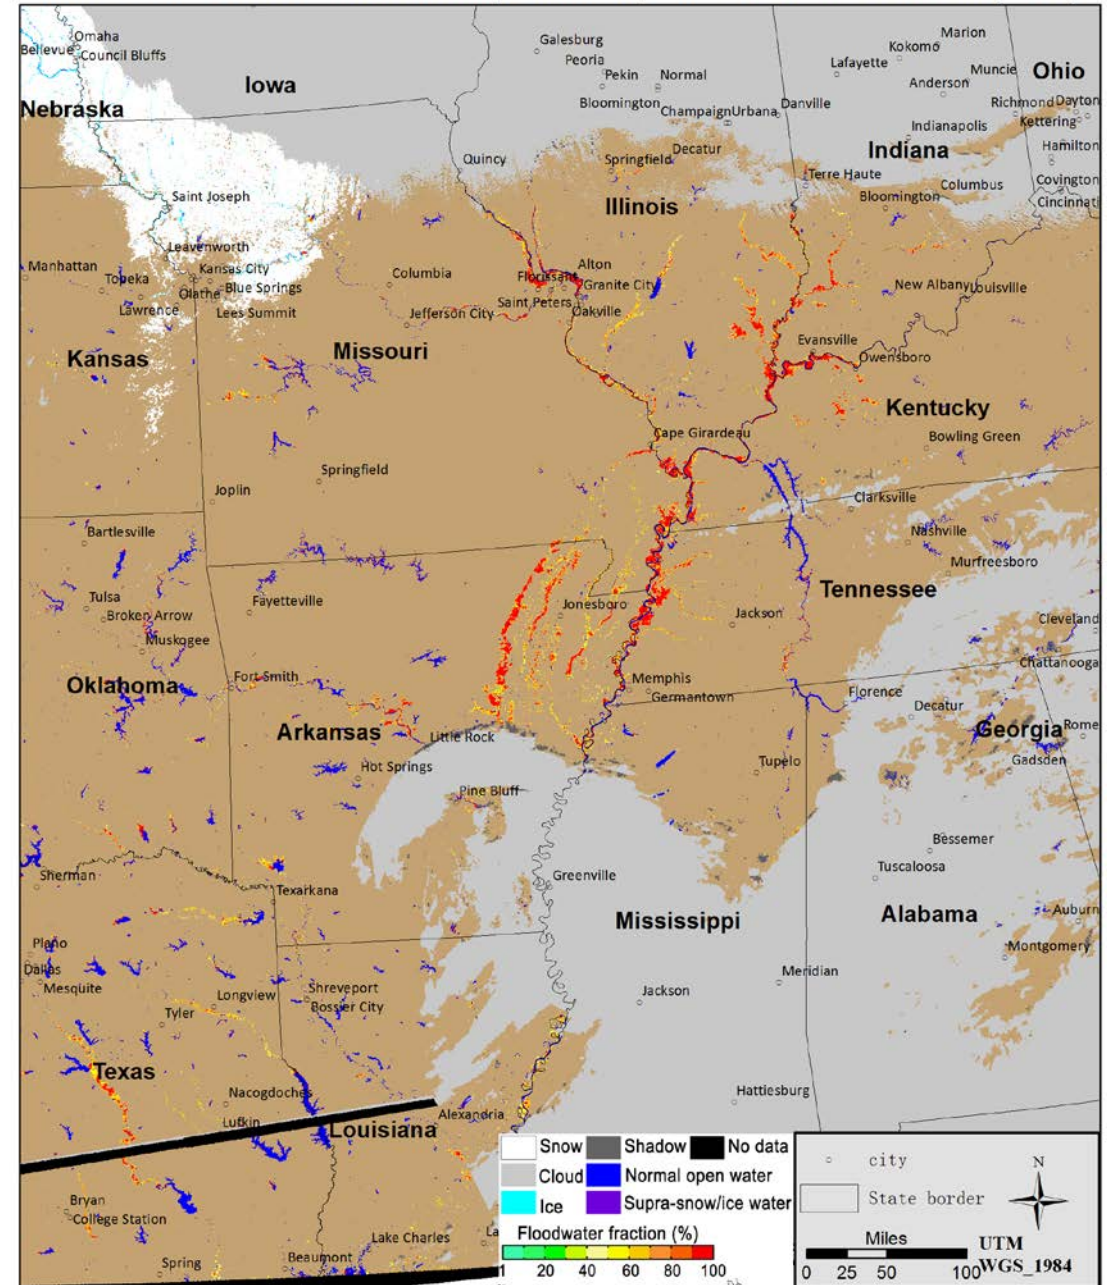 Omaha
Bellevue
Council Bluffs
Iowa
Nebraska
Galesburg
Peoria
Pekin
Normal
Bloomington
ChampaignUrbana
Danville
Decatur
Springfield
Quincy
Illinois
Marion
Kokomo
Lafayette
Muncie
Anderson
Ohio
Richmond
Dayton
Kettering
Indianapolis
Hamilton
Indiana
Terre Haute
Columbus
Bloomington
Covington
Cincinnati
Saint Joseph
Leavenworth
Manhattan
Kansas City
Topeka
Olathe
Blue Springs
Lawrence
Lees Summit
Columbia
Jefferson City
Alton
Florissant
Granite City
Saint Peters
Oakville
New Albany
Louisville
Kansas
Missouri
Evansville
Owensboro
Kentucky
Cape Girardeau
Bowling Green
Springfield
Joplin
Clarksville
Bartlesville
Nashville
Murfreesboro
Tennessee
Tulsa
Broken Arrow
Fayetteville
Jonesboro
Jackson
Cleveland
Muskogee
Chattanooga
Oklahoma
Fort Smith
Memphis
Germantown
Florence
Decatur
Arkansas
Little Rock
Georgia
Rome
Hot Springs
Tupelo
Gadsden
Pine Bluff
Bessemer
Sherman
Greenville
Tuscaloosa
Texarkana
Mississippi
Alabama
Auburn
Plano
Montgomery
Dallas
Mesquite
Meridian
Longview
Shreveport
Bossier City
Jackson
Tyler
Texas
Nacogdoches
Hattiesburg
Lufkin
Alexandria
Louisiana
Bryan
College Station
Lake Charles
La
Beaumont
Spring
Snow
Shadow
No data
Cloud
Normal open water
Ice
Supra-snow/ice water
Floodwater fraction (%)
1 20 40 60 80 100
city
State border
N
Miles
0 25 50 100
UTM
WGS_1984